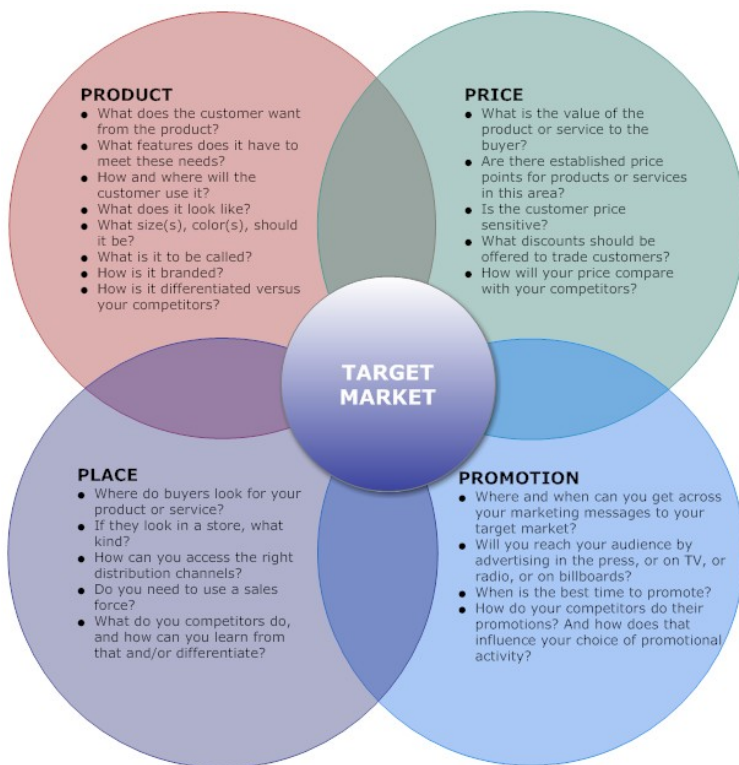 PRODUCT
● What does the customer want
from the product?
● What features does it have to
meet these needs?
● How and where will the
customer use it?
● What does it look like?
● What size(s), color(s), should
it be?
● What is it to be called?
● How is it branded?
● How is it differentiated versus
your competitors?
PRICE
● What is the value of the
product or service to the
buyer?
● Are there established price
points for products or services
in this area?
● Is the customer price
sensitive?
● What discounts should be
offered to trade customers?
● How will your price compare
with your competitors?
TARGET
MARKET
PLACE
● Where do buyers look for your
product or service?
● If they look in a store, what
kind?
● How can you access the right
distribution channels?
● Do you need to use a sales
force?
● What do you competitors do,
and how can you learn from
that and/or differentiate?
PROMOTION
● Where and when can you get across
your marketing messages to your
target market?
● Will you reach your audience by
advertising in the press, or on TV, or
radio, or on billboards?
● When is the best time to promote?
● How do your competitors do their
promotions? And how does that
influence your choice of promotional
activity?